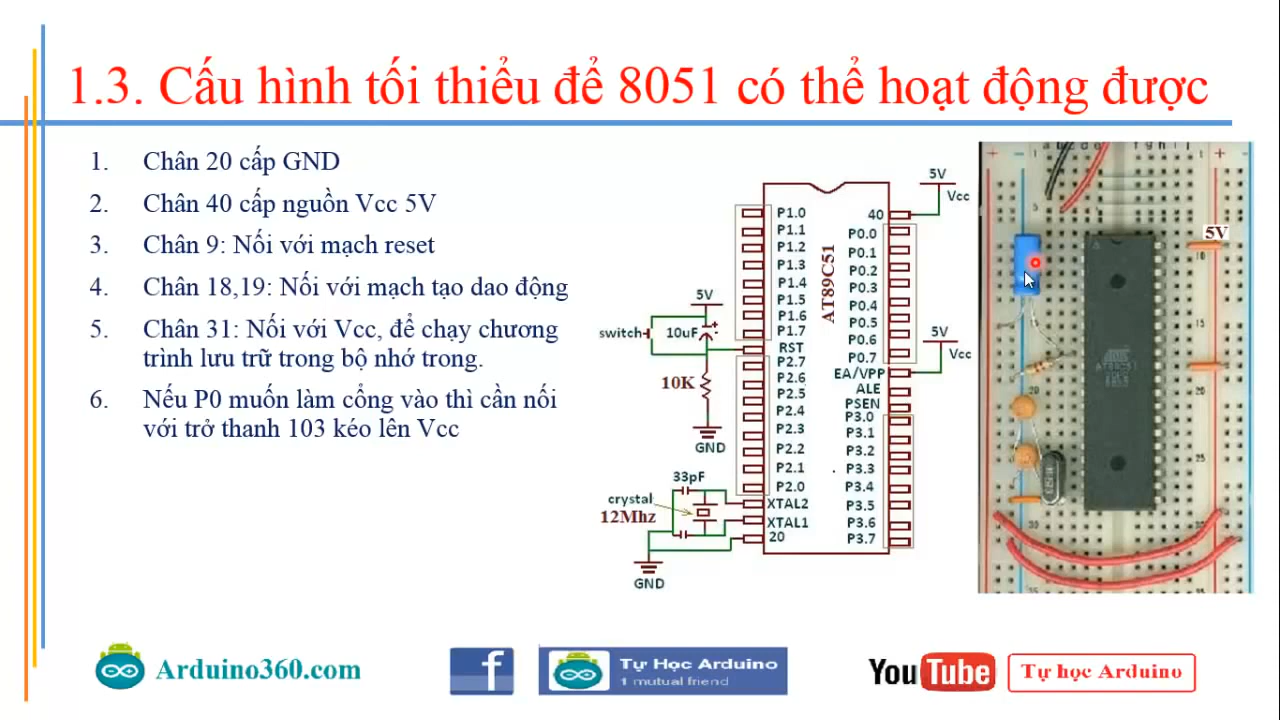 1.3. Cấu hình tối thiểu để 8051 có thể hoạt động được
1. Chân 20 cấp GND
2. Chân 40 cấp nguồn Vcc 5V
3. Chân 9: Nối với mạch reset
4. Chân 18,19: Nối với mạch tạo dao động
5. Chân 31: Nối với Vcc, để chạy chương
trình lưu trữ trong bộ nhớ trong.
6. Nếu P0 muốn làm cổng vào thì cần nối
với trở thanh 103 kéo lên Vcc
5V
switch
10uF
10K
GND
33pF
crystal
12Mhz
GND
P1.0
P1.1
P1.2
P1.3
P1.4
P1.5
P1.6
P1.7
RST
P2.7
P2.6
P2.5
P2.4
P2.3
P2.2
P2.1
P2.0
XTAL2
XTAL1
20
AT89C51
40
P0.0
P0.1
P0.2
P0.3
P0.4
P0.5
P0.6
P0.7
EA/VPP
ALE
PSEN
P3.0
P3.1
P3.2
P3.3
P3.4
P3.5
P3.6
P3.7
5V
Vcc
5V
Vcc
5V
Arduino360.com
f
Tự Học Arduino
1 mutual friend
YouTube
Tự học Arduino